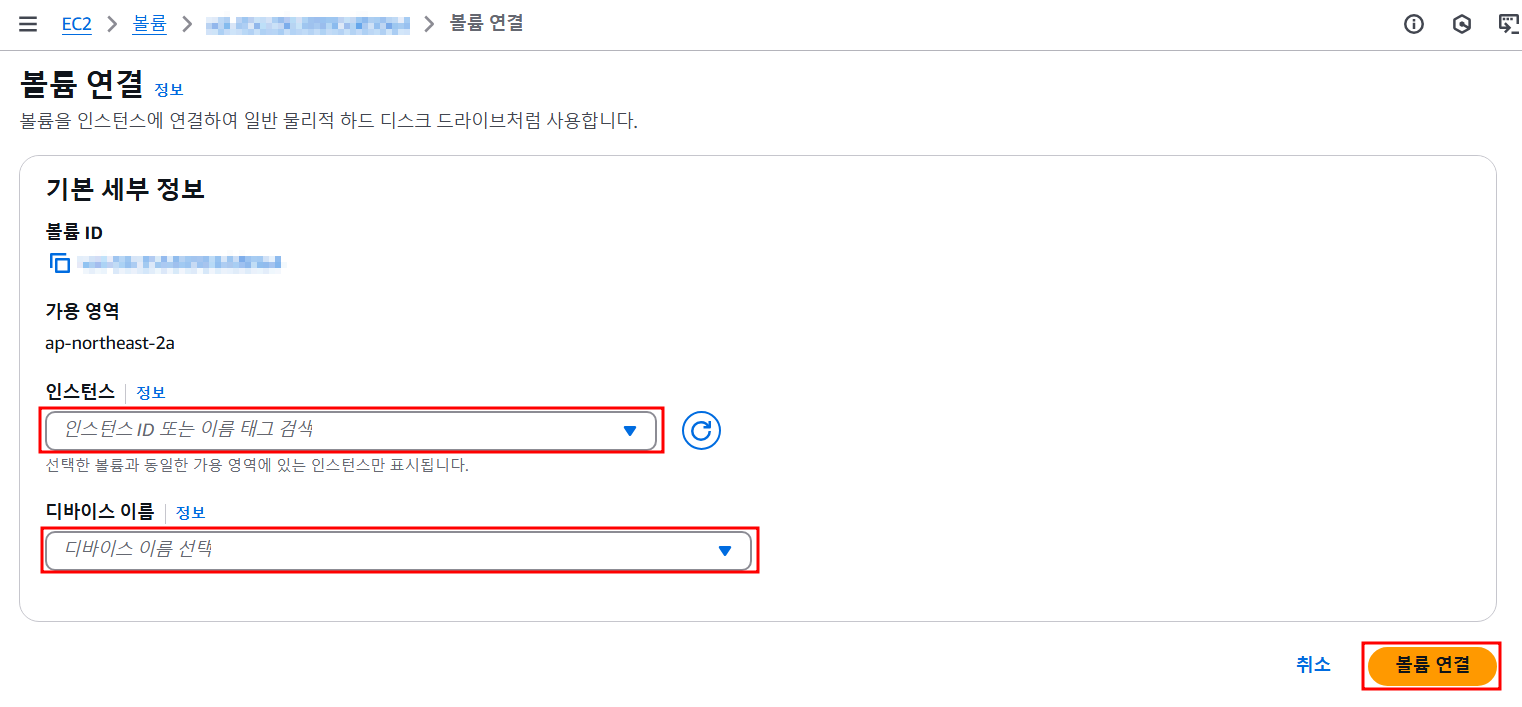 EC2 > 볼륨 > > 볼륨 연결
볼륨 연결 정보
볼륨을 인스턴스에 연결하여 일반 물리적 하드 디스크 드라이브처럼 사용합니다.
기본 세부 정보
볼륨 ID
가용 영역
ap-northeast-2a
인스턴스 정보
인스턴스 ID 또는 이름 태그 검색
선택한 볼륨과 동일한 가용 영역에 있는 인스턴스만 표시됩니다.
디바이스 이름 정보
디바이스 이름 선택
취소 볼륨 연결